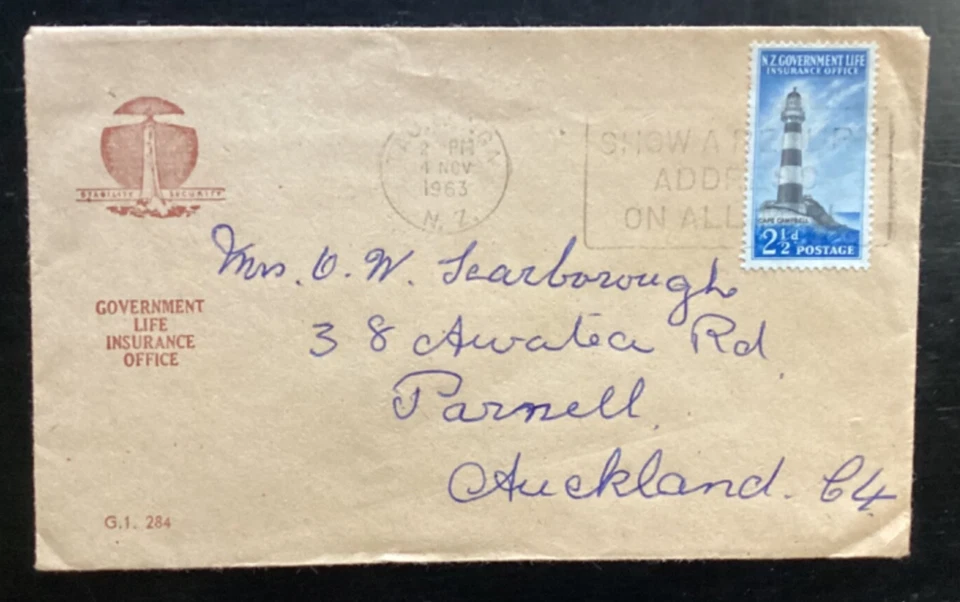 N.Z. GOVERNMENT LIFE
INSURANCE OFFICE
CAPE CAMPBELL
2½d POSTAGE
2 PM
4 NOV
1963
N.Z.
SHOW A
ON ALL
STABILITY SECURITY
GOVERNMENT
LIFE
INSURANCE
OFFICE
Mrs. O. W. Scarborough
38 Awatea Rd
Parnell.
Auckland. C4
G.I. 284